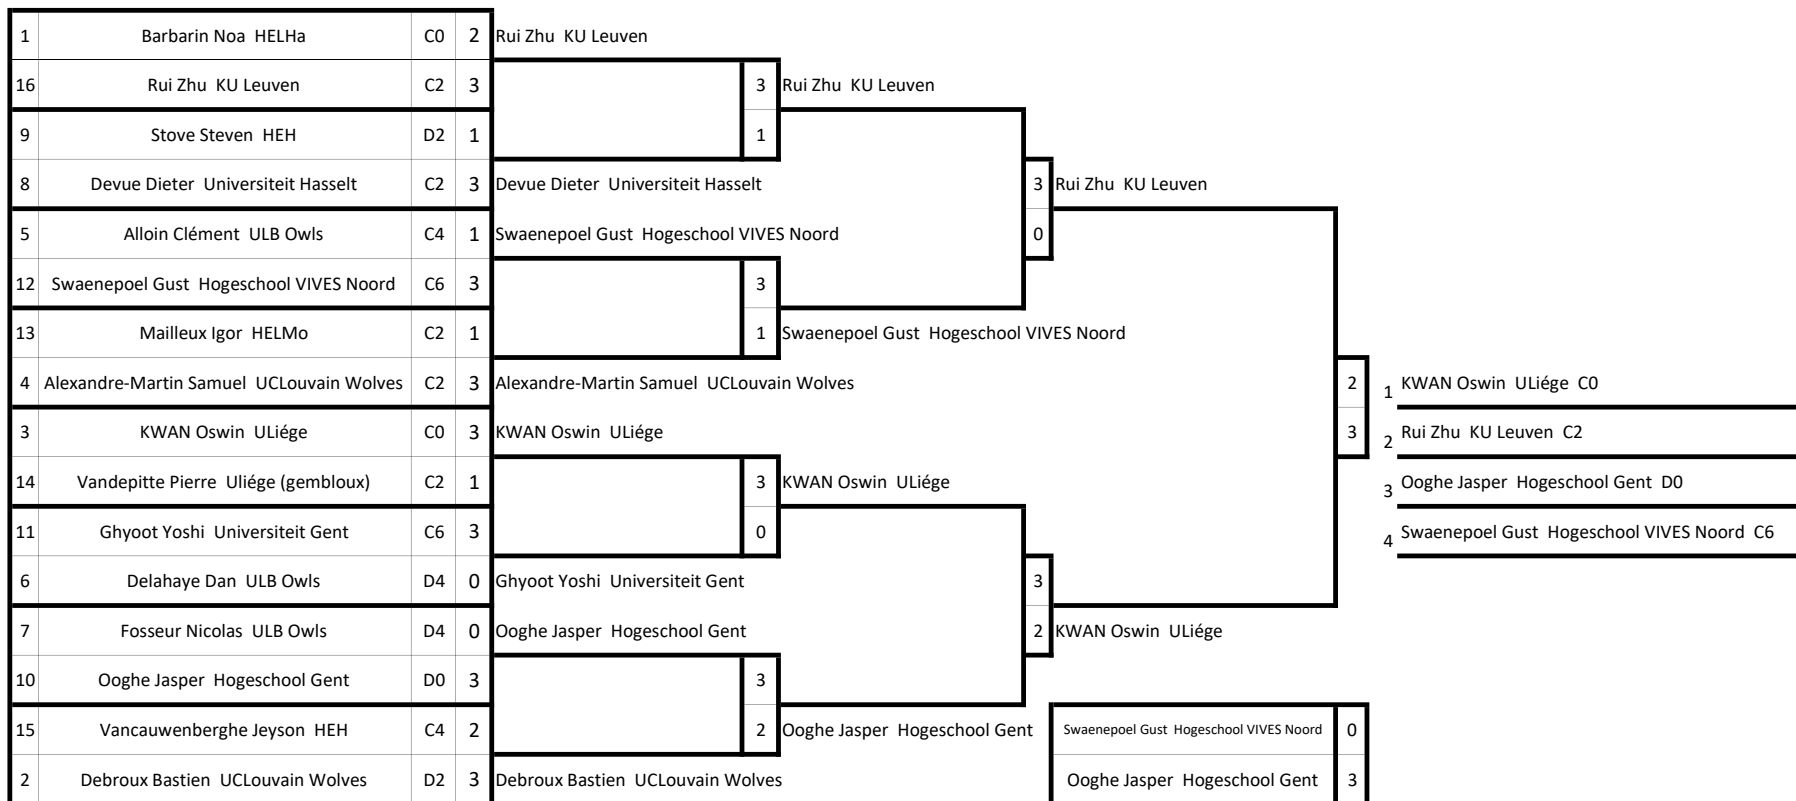 1 Barbarin Noa HELHa C0 2 Rui Zhu KU Leuven
16 Rui Zhu KU Leuven C2 3 3 Rui Zhu KU Leuven
9 Stove Steven HEH D2 1 1
8 Devue Dieter Universiteit Hasselt C2 3 Devue Dieter Universiteit Hasselt 3 Rui Zhu KU Leuven
5 Alloin Clément ULB Owls C4 1 Swaenepoel Gust Hogeschool VIVES Noord 0
12 Swaenepoel Gust Hogeschool VIVES Noord C6 3 3
13 Mailleux Igor HELMo C2 1 1 Swaenepoel Gust Hogeschool VIVES Noord
4 Alexandre-Martin Samuel UCLouvain Wolves C2 3 Alexandre-Martin Samuel UCLouvain Wolves 2 1 KWAN Oswin ULiége C0
3 KWAN Oswin ULiége C0 3 KWAN Oswin ULiége 3 2 Rui Zhu KU Leuven C2
14 Vandepitte Pierre Uliége (gembloux) C2 1 3 KWAN Oswin ULiége 3 Ooghe Jasper Hogeschool Gent D0
11 Ghyoot Yoshi Universiteit Gent C6 3 0 4 Swaenepoel Gust Hogeschool VIVES Noord C6
6 Delahaye Dan ULB Owls D4 0 Ghyoot Yoshi Universiteit Gent 3
7 Fosseur Nicolas ULB Owls D4 0 Ooghe Jasper Hogeschool Gent 2 KWAN Oswin ULiége
10 Ooghe Jasper Hogeschool Gent D0 3 3
15 Vancauwenberghe Jeyson HEH C4 2 2 Ooghe Jasper Hogeschool Gent Swaenepoel Gust Hogeschool VIVES Noord 0
2 Debroux Bastien UCLouvain Wolves D2 3 Debroux Bastien UCLouvain Wolves Ooghe Jasper Hogeschool Gent 3